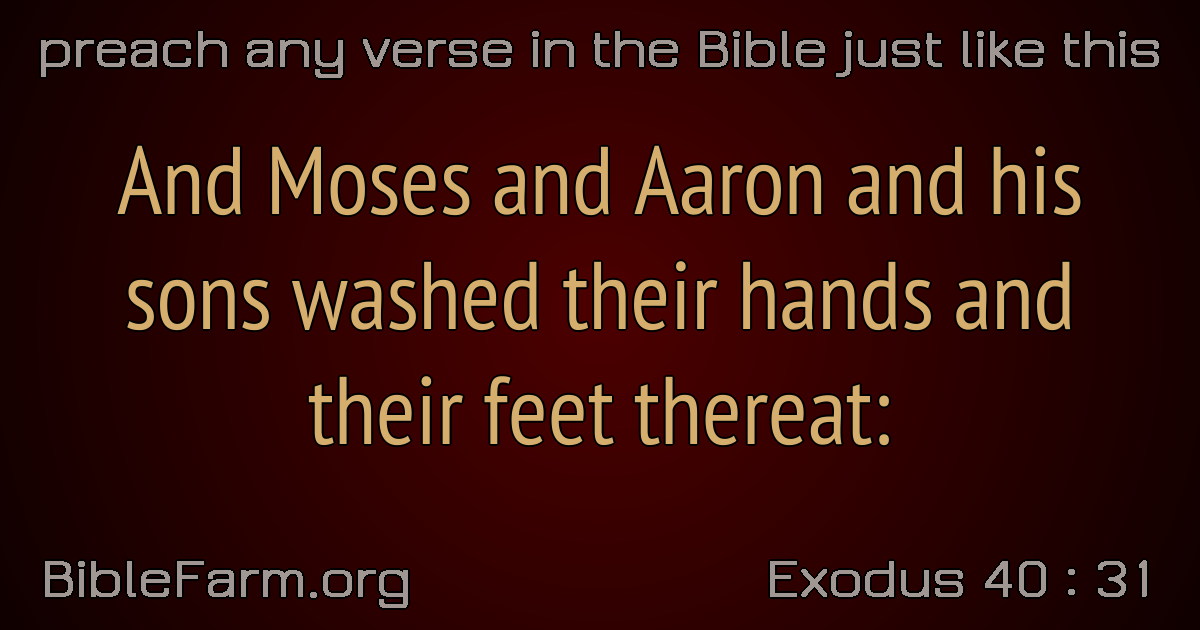 preach any verse in the Bible just like this
And Moses and Aaron and his
sons washed their hands and
their feet thereat:
BibleFarm.org
Exodus 40 : 31